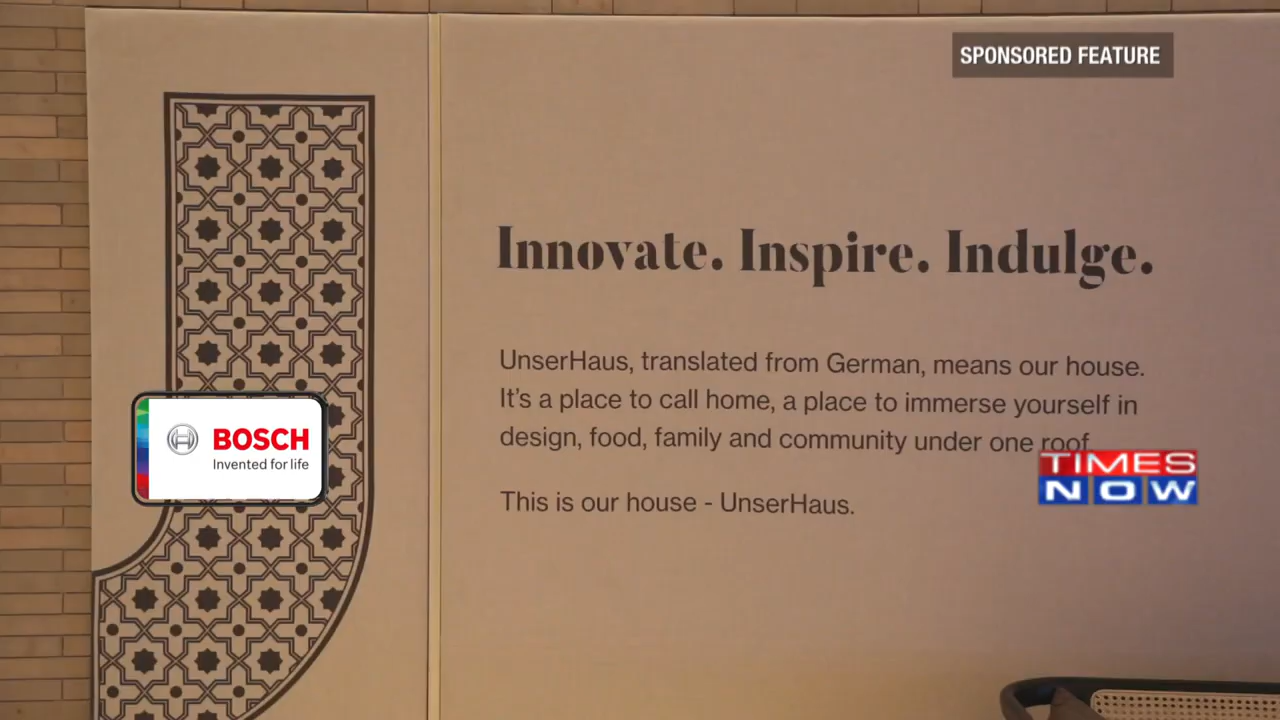 SPONSORED FEATURE
Innovate. Inspire. Indulge.
UnserHaus, translated from German, means our house.
It's a place to call home, a place to immerse yourself in
design, food, family and community under one roof
This is our house - UnserHaus.
BOSCH
Invented for life
TIMES
NOW